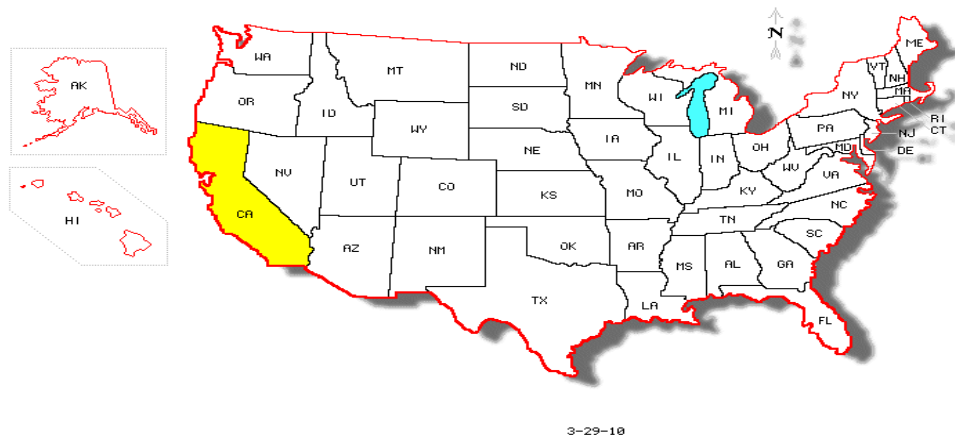 N
ME
WA
VT
NH
MT
ND
MN
AK
MA
WI
MI
NY
OR
SD
ID
RI
WY
PA
CT
NJ
IA
OH
MD
NE
DE
IL
IN
NV
WV
VA
UT
CO
KY
KS
MO
NC
CA
TN
HI
SC
AZ
NM
OK
AR
GA
MS
AL
TX
LA
FL
3-29-10